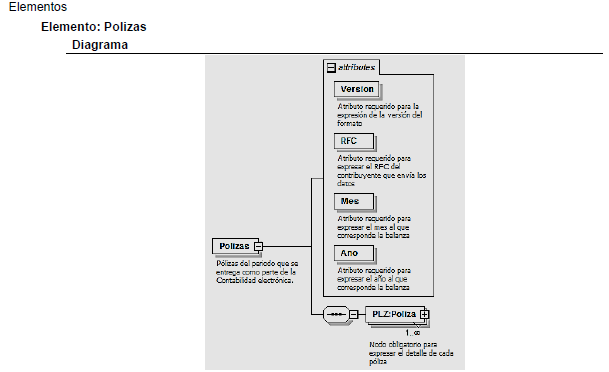 Elementos
Elemento: Polizas
Diagrama
attributes
Version
Atributo requerido para la
expresión de la versión del
formato
RFC
Atributo requerido para
expresar el RFC del
contribuyente que envía los
datos
Mes
Atributo requerido para
expresar el mes al que
corresponde la balanza
Ano
Atributo requerido para
expresar el año al que
corresponde la balanza
Polizas
Pólizas del periodo que se
entrega como parte de la
Contabilidad electrónica.
PLZ:Poliza
1..∞
Nodo obligatorio para
expresar el detalle de cada
póliza